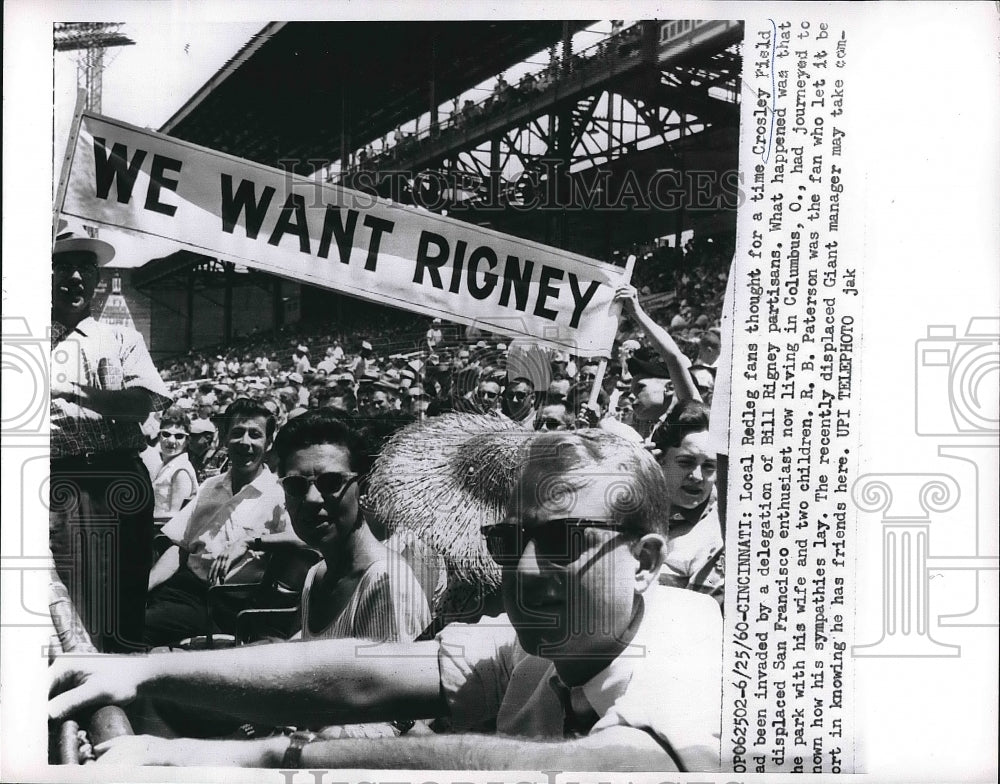 WE WANT RIGNEY
HISTORIC IMAGES
OP062502-6/25/60-CINCINNATI: Local Redleg fans thought for a time Crosley Field
ad been invaded by a delegation of Bill Rigney partisans. What happened was that
displaced San Francisco enthusiast now living in Columbus, O., had journeyed to
he park with his wife and two children. R. B. Paterson was the fan who let it be
nown how his sympathies lay. The recently displaced Giant manager may take com-
ort in knowing he has friends here. UPI TELEPHOTO jak